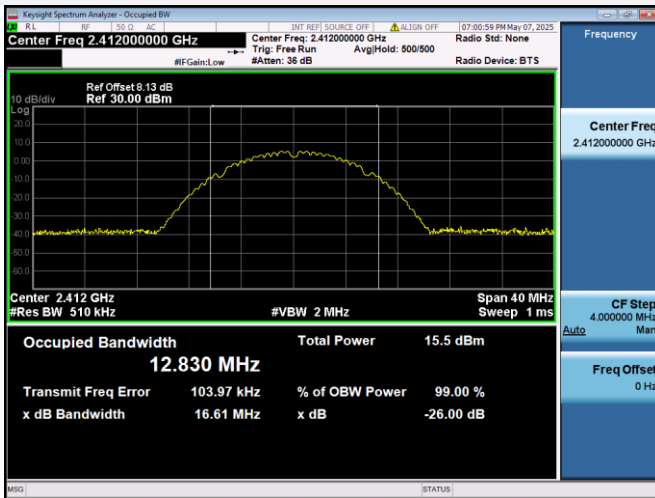 Keysight Spectrum Analyzer - Occupied BW
RL RF 50 Ω AC INT REF SOURCE OFF ALIGN OFF 07:00:59 PM May 07, 2025
Center Freq 2.412000000 GHz
Center Freq: 2.412000000 GHz
Radio Std: None
Trig: Free Run Avg|Hold: 500/500
#IFGain:Low
#Atten: 36 dB
Radio Device: BTS
Ref Offset 8.13 dB
10 dB/div Ref 30.00 dBm
Log
20.0
10.0
0.00
-10.0
-20.0
-30.0
-40.0
-50.0
-60.0
Center 2.412 GHz
Span 40 MHz
#Res BW 510 kHz
#VBW 2 MHz
Sweep 1 ms
Occupied Bandwidth
Total Power 15.5 dBm
12.830 MHz
Transmit Freq Error 103.97 kHz
% of OBW Power 99.00 %
x dB Bandwidth 16.61 MHz
x dB -26.00 dB
MSG
STATUS
Frequency
Center Freq
2.412000000 GHz
CF Step
4.000000 MHz
Auto Man
Freq Offset
0 Hz